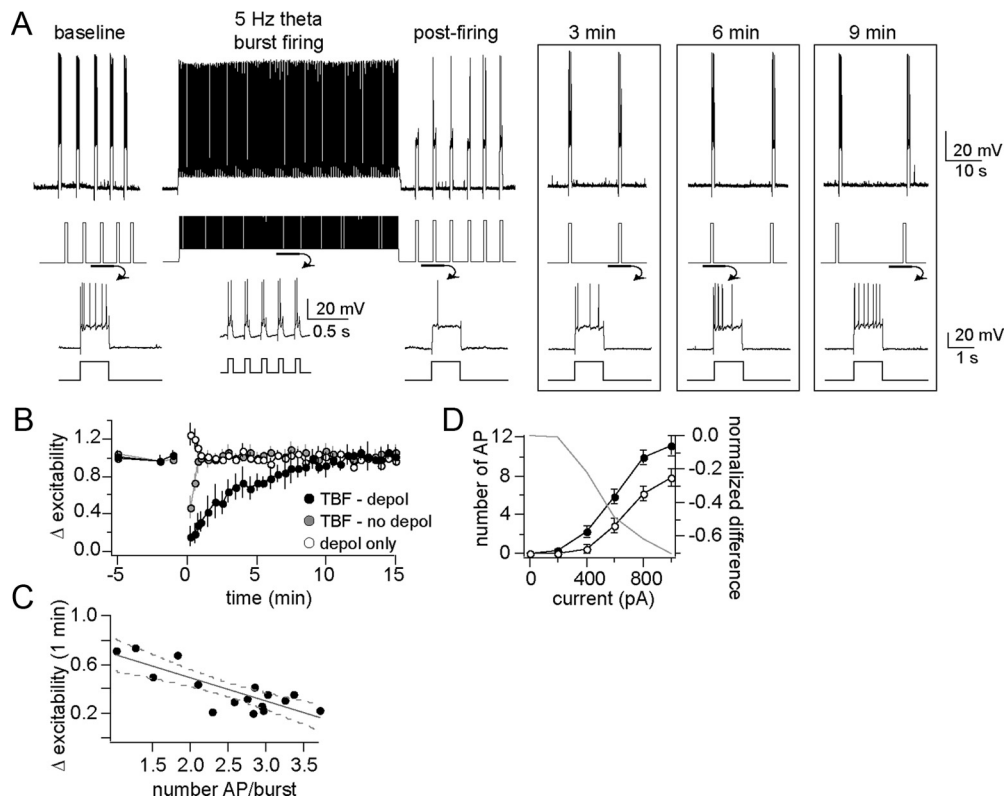 A
baseline
5 Hz theta
burst firing
post-firing
3 min
6 min
9 min
20 mV
10 s
20 mV
0.5 s
20 mV
1 s
B
Δ excitability
1.2
0.8
0.4
0.0
TBF - depol
TBF - no depol
depol only
-5
0
5
10
15
time (min)
C
Δ excitability (1 min)
1.0
0.6
0.2
1.5
2.0
2.5
3.0
3.5
number AP/burst
D
number of AP
12
8
4
0
0.0
-0.2
-0.4
-0.6
normalized difference
0
400
800
current (pA)